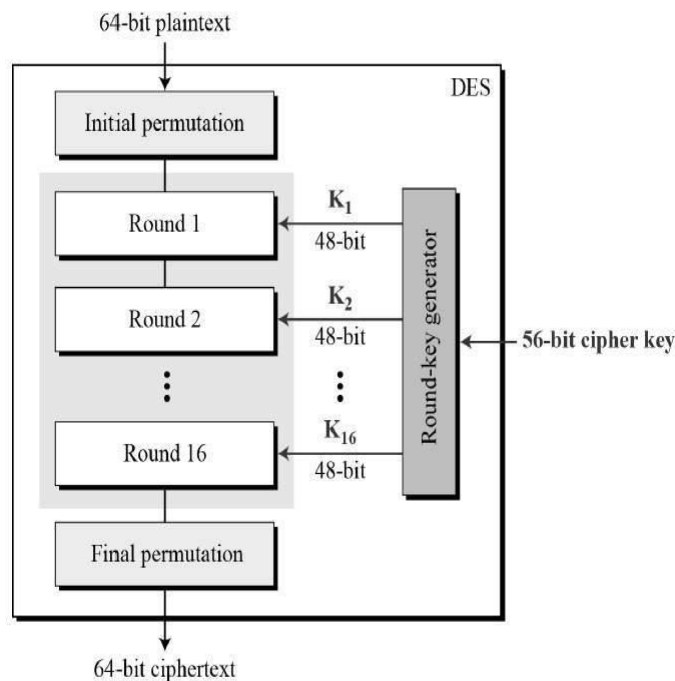 64-bit plaintext
DES
Initial permutation
Round 1
K1
48-bit
Round 2
K2
48-bit
Round-key generator
56-bit cipher key
Round 16
K16
48-bit
Final permutation
64-bit ciphertext